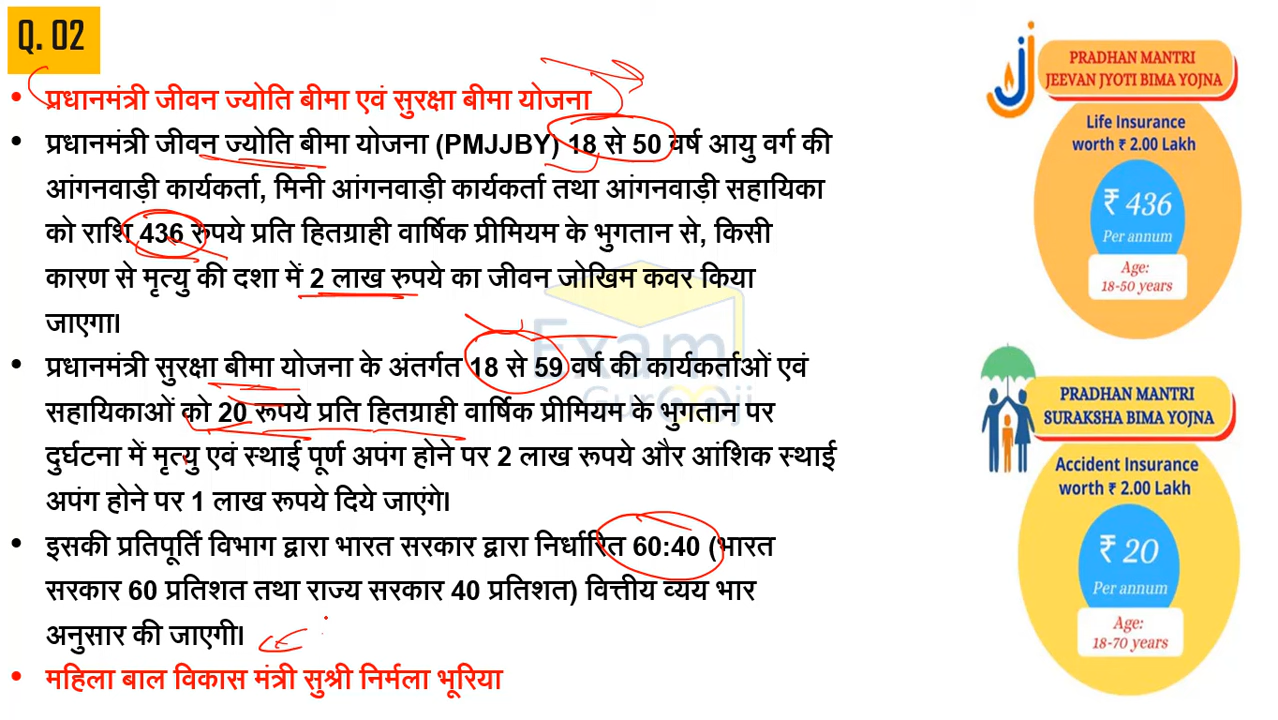 Q. 02
• प्रधानमंत्री जीवन ज्योति बीमा एवं सुरक्षा बीमा योजना
• प्रधानमंत्री जीवन ज्योति बीमा योजना (PMJJBY) 18 से 50 वर्ष आयु वर्ग की
आंगनवाड़ी कार्यकर्ता, मिनी आंगनवाड़ी कार्यकर्ता तथा आंगनवाड़ी सहायिका
को राशि 436 रुपये प्रति हितग्राही वार्षिक प्रीमियम के भुगतान से, किसी
कारण से मृत्यु की दशा में 2 लाख रुपये का जीवन जोखिम कवर किया
जाएगा।
• प्रधानमंत्री सुरक्षा बीमा योजना के अंतर्गत 18 से 59 वर्ष की कार्यकर्ताओं एवं
सहायिकाओं को 20 रूपये प्रति हितग्राही वार्षिक प्रीमियम के भुगतान पर
दुर्घटना में मृत्यु एवं स्थाई पूर्ण अपंग होने पर 2 लाख रूपये और आंशिक स्थाई
अपंग होने पर 1 लाख रूपये दिये जाएंगे।
• इसकी प्रतिपूर्ति विभाग द्वारा भारत सरकार द्वारा निर्धारित 60:40 (भारत
सरकार 60 प्रतिशत तथा राज्य सरकार 40 प्रतिशत) वित्तीय व्यय भार
अनुसार की जाएगी।
• महिला बाल विकास मंत्री सुश्री निर्मला भूरिया
PRADHAN MANTRI
JEEVAN JYOTI BIMA YOJNA
Life Insurance
worth ₹ 2.00 Lakh
₹ 436
Per annum
Age:
18-50 years
PRADHAN MANTRI
SURAKSHA BIMA YOJNA
Accident Insurance
worth ₹ 2.00 Lakh
₹ 20
Per annum
Age:
18-70 years
Exam
Gurooji